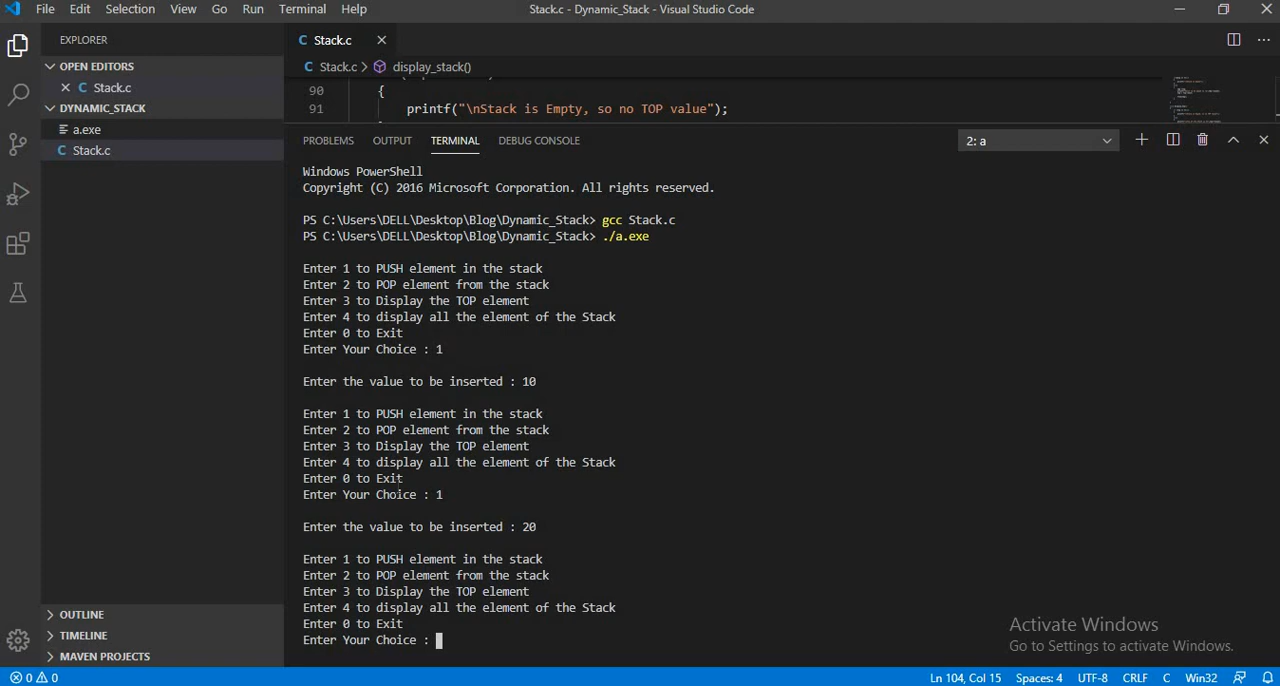 File Edit Selection View Go Run Terminal Help
Stack.c - Dynamic_Stack - Visual Studio Code
EXPLORER
OPEN EDITORS
C Stack.c
DYNAMIC_STACK
a.exe
C Stack.c
OUTLINE
TIMELINE
MAVEN PROJECTS
C Stack.c
C Stack.c > display_stack()
90 {
91 printf("\nStack is Empty, so no TOP value");
PROBLEMS OUTPUT TERMINAL DEBUG CONSOLE
2: a
Windows PowerShell
Copyright (C) 2016 Microsoft Corporation. All rights reserved.
PS C:\Users\DELL\Desktop\Blog\Dynamic_Stack> gcc Stack.c
PS C:\Users\DELL\Desktop\Blog\Dynamic_Stack> ./a.exe
Enter 1 to PUSH element in the stack
Enter 2 to POP element from the stack
Enter 3 to Display the TOP element
Enter 4 to display all the element of the Stack
Enter 0 to Exit
Enter Your Choice : 1
Enter the value to be inserted : 10
Enter 1 to PUSH element in the stack
Enter 2 to POP element from the stack
Enter 3 to Display the TOP element
Enter 4 to display all the element of the Stack
Enter 0 to Exit
Enter Your Choice : 1
Enter the value to be inserted : 20
Enter 1 to PUSH element in the stack
Enter 2 to POP element from the stack
Enter 3 to Display the TOP element
Enter 4 to display all the element of the Stack
Enter 0 to Exit
Enter Your Choice :
Activate Windows
Go to Settings to activate Windows.
0 0
Ln 104, Col 15 Spaces: 4 UTF-8 CRLF C Win32